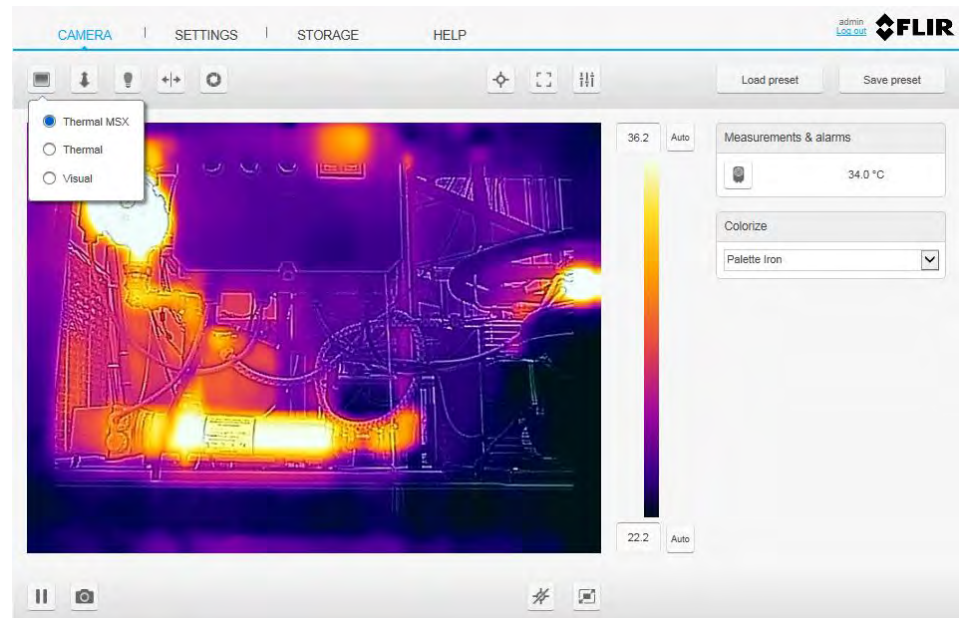 CAMERA | SETTINGS | STORAGE HELP
admin
Log out
FLIR
Load preset Save preset
Thermal MSX
Thermal
Visual
36.2 Auto
Measurements & alarms
34.0 °C
Colorize
Palette Iron
22.2 Auto